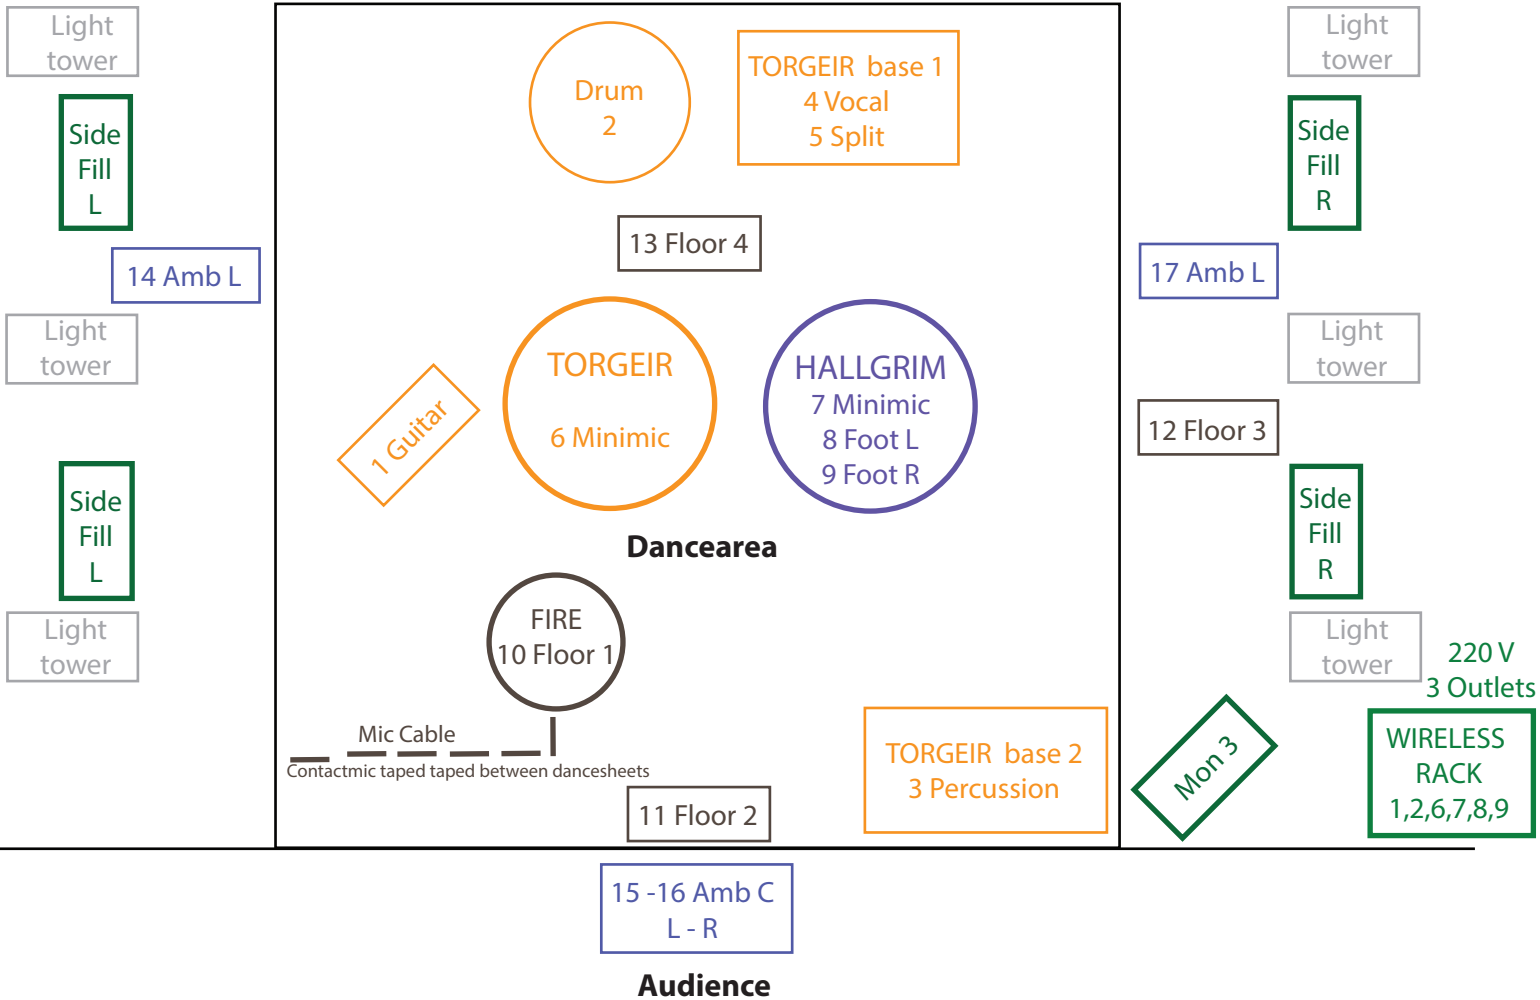 Light
tower
Drum
2
TORGEIR base 1
4 Vocal
5 Split
Light
tower
Side
Fill
L
Side
Fill
R
13 Floor 4
14 Amb L
17 Amb L
Light
tower
TORGEIR
6 Minimic
HALLGRIM
7 Minimic
8 Foot L
9 Foot R
Light
tower
1 Guitar
12 Floor 3
Side
Fill
L
Dancearea
Side
Fill
R
Light
tower
FIRE
10 Floor 1
Light
tower
220 V
3 Outlets
Mic Cable
Contactmic taped taped between dancesheets
TORGEIR base 2
3 Percussion
Mon 3
WIRELESS
RACK
1,2,6,7,8,9
11 Floor 2
15 -16 Amb C
L - R
Audience